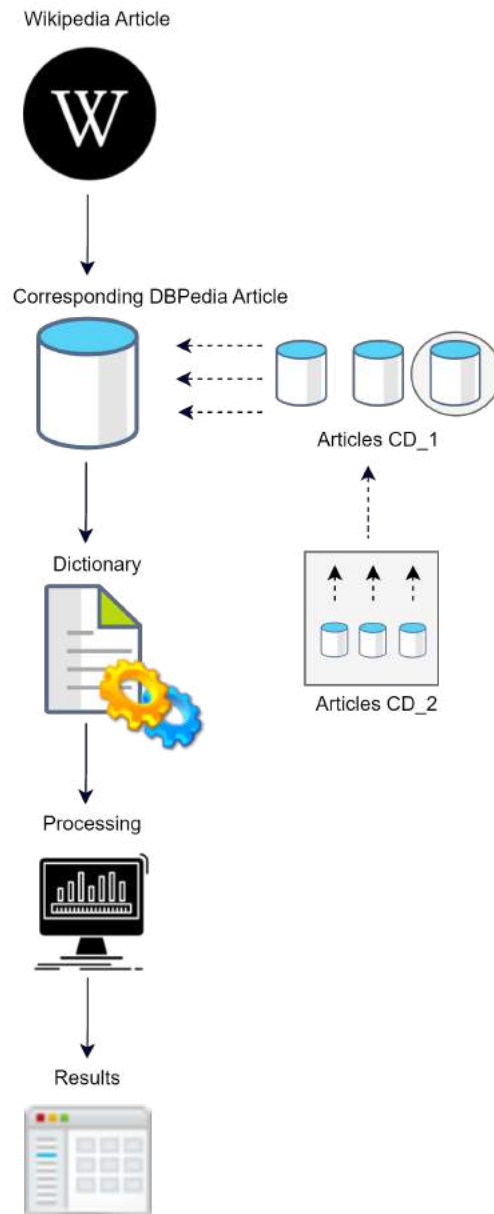 Wikipedia Article
W
Corresponding DBPedia Article
Articles CD_1
Dictionary
Articles CD_2
Processing
Results